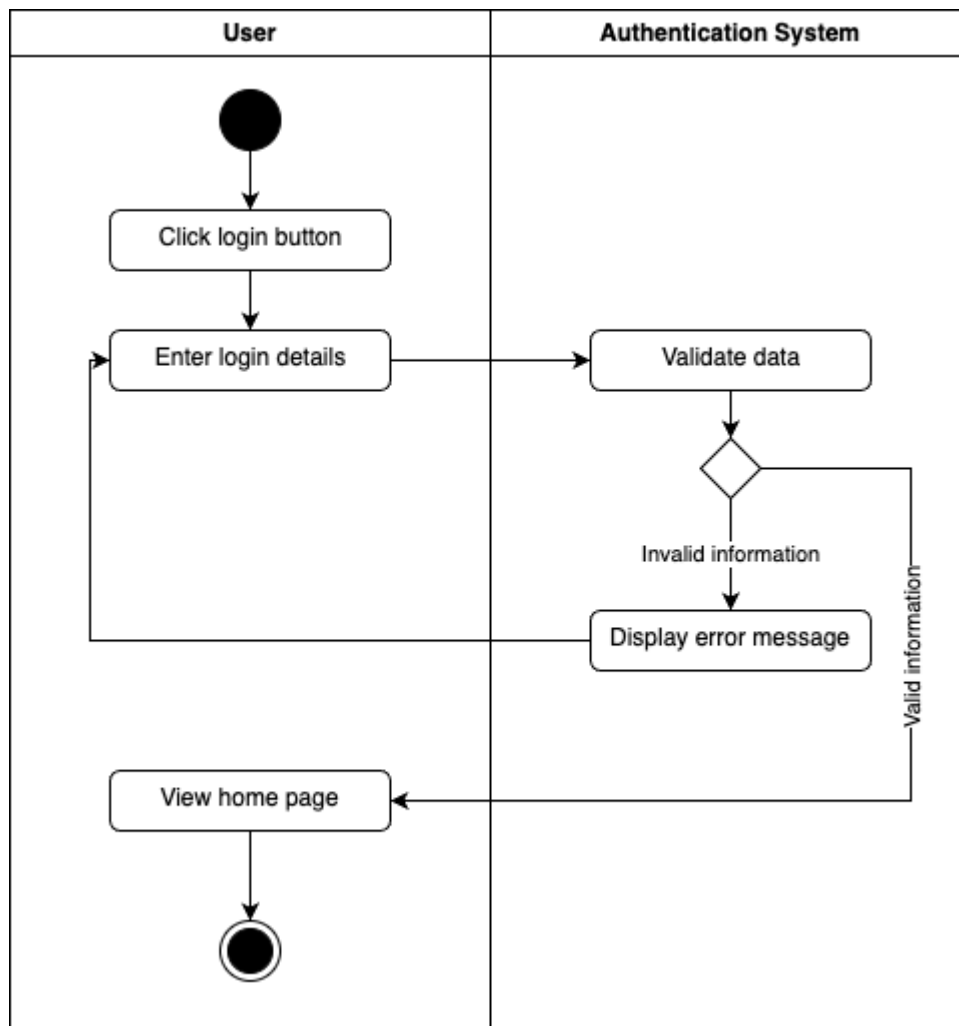 User
Authentication System
Click login button
Enter login details
Validate data
Invalid information
Valid information
Display error message
View home page